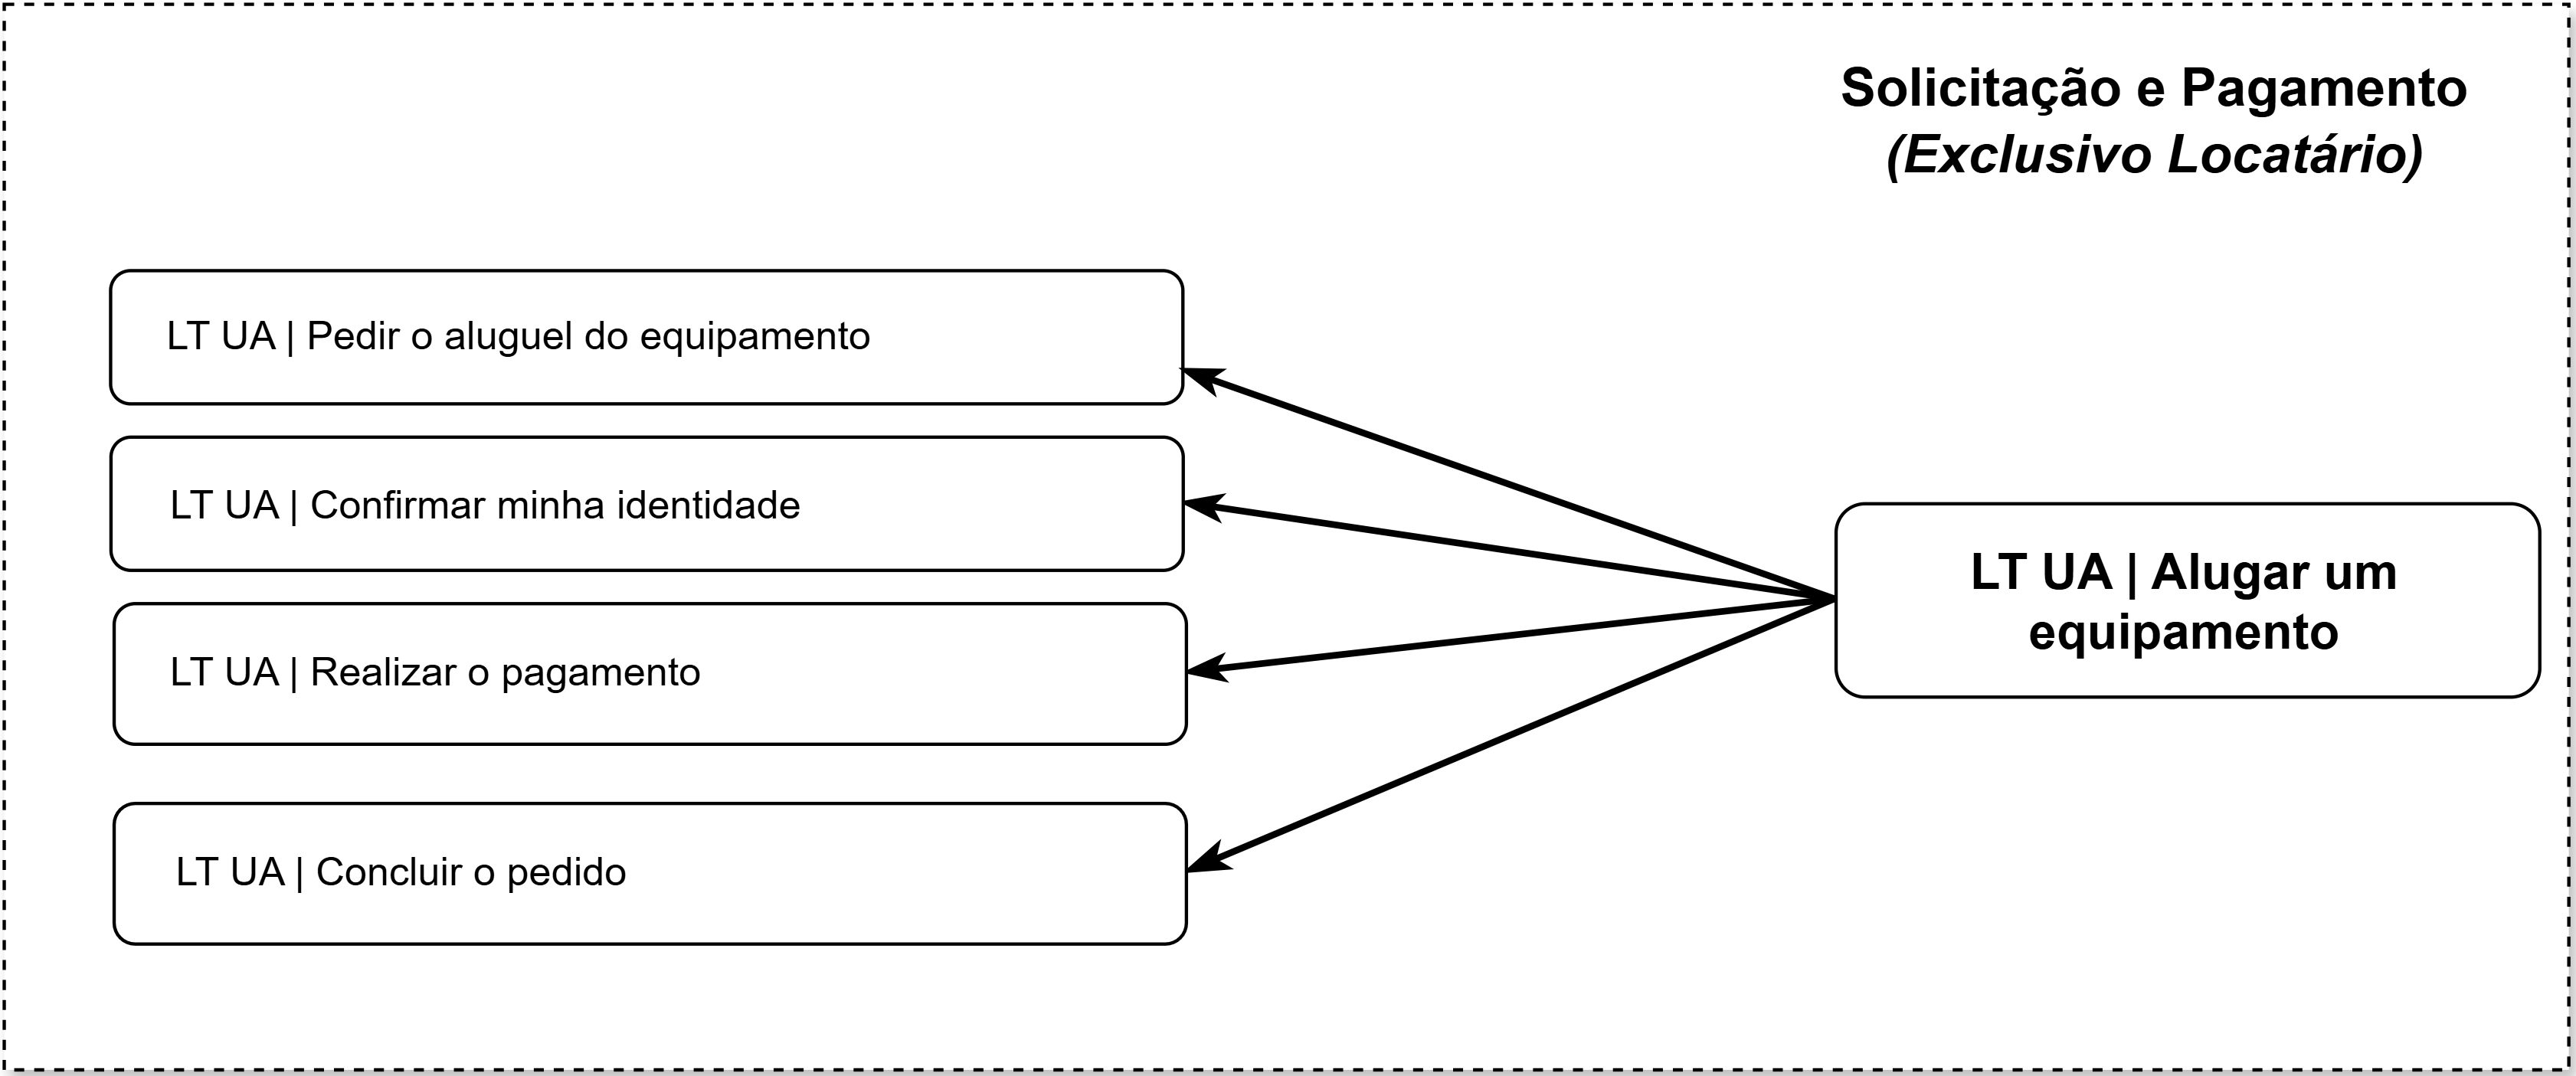 Solicitação e Pagamento
(Exclusivo Locatário)
LT UA | Pedir o aluguel do equipamento
LT UA | Confirmar minha identidade
LT UA | Realizar o pagamento
LT UA | Concluir o pedido
LT UA | Alugar um
equipamento